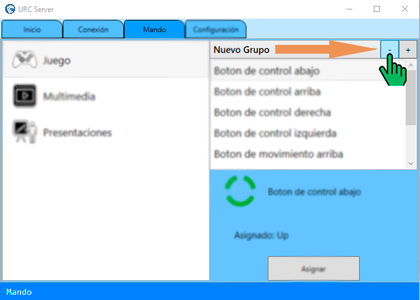 URC Server
Inicio
Conexión
Mando
Configuración
Nuevo Grupo
-
+
Juego
Multimedia
Presentaciones
Boton de control abajo
Boton de control arriba
Boton de control derecha
Boton de control izquierda
Boton de movimiento arriba
Boton de control abajo
Asignado: Up
Asignar
Mando